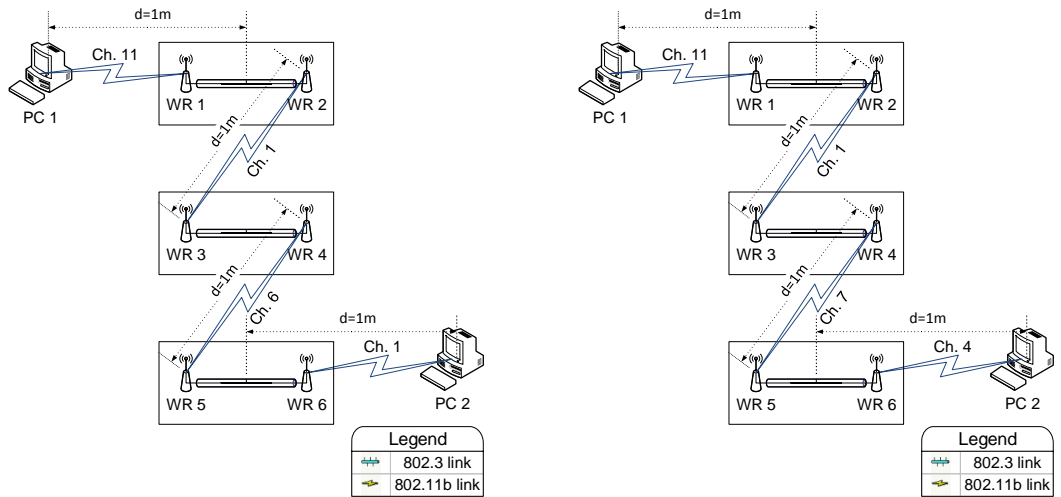 d=1m
Ch. 11
PC 1
WR 1
WR 2
d=1m
Ch. 1
WR 3
WR 4
d=1m
Ch. 6
d=1m
Ch. 1
WR 5
WR 6
PC 2
Legend
802.3 link
802.11b link
d=1m
Ch. 11
PC 1
WR 1
WR 2
d=1m
Ch. 1
WR 3
WR 4
d=1m
Ch. 7
d=1m
Ch. 4
WR 5
WR 6
PC 2
Legend
802.3 link
802.11b link